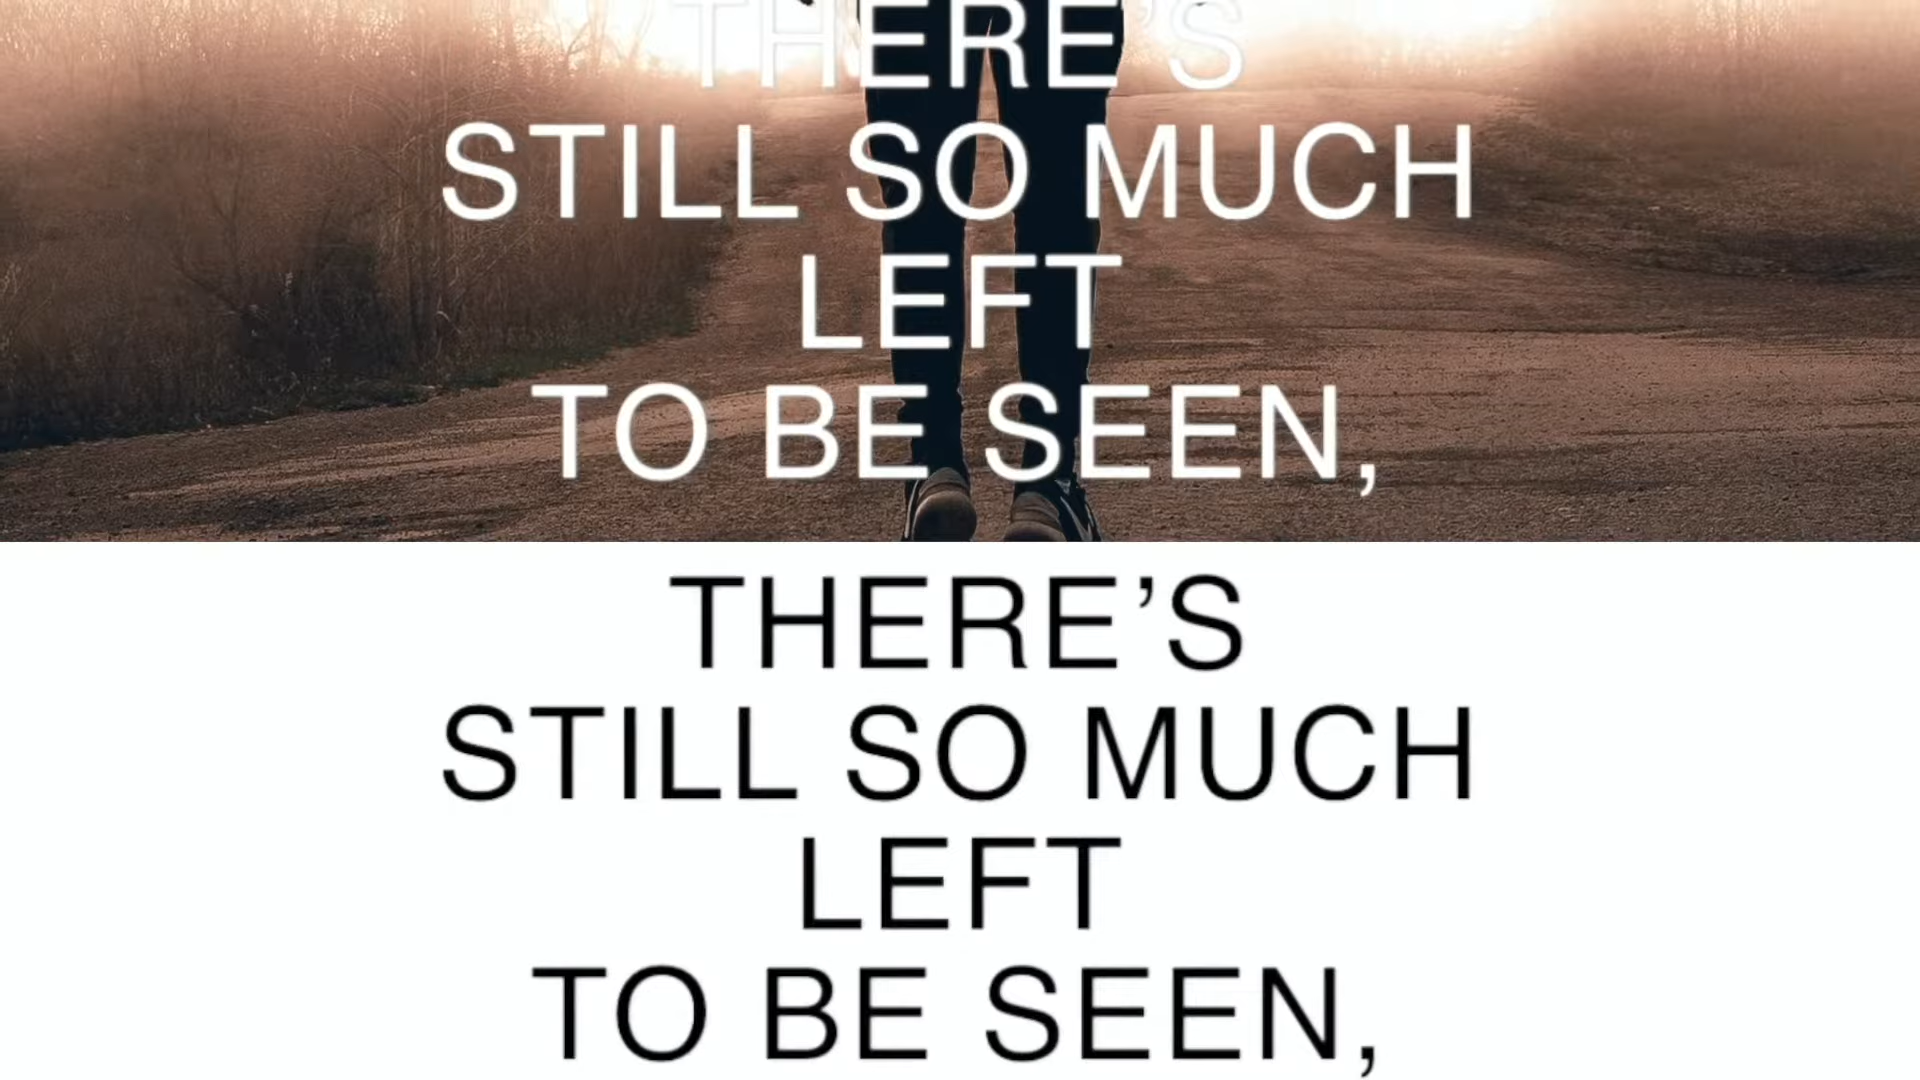 THERE’S
STILL SO MUCH
LEFT
TO BE SEEN,
THERE’S
STILL SO MUCH
LEFT
TO BE SEEN,